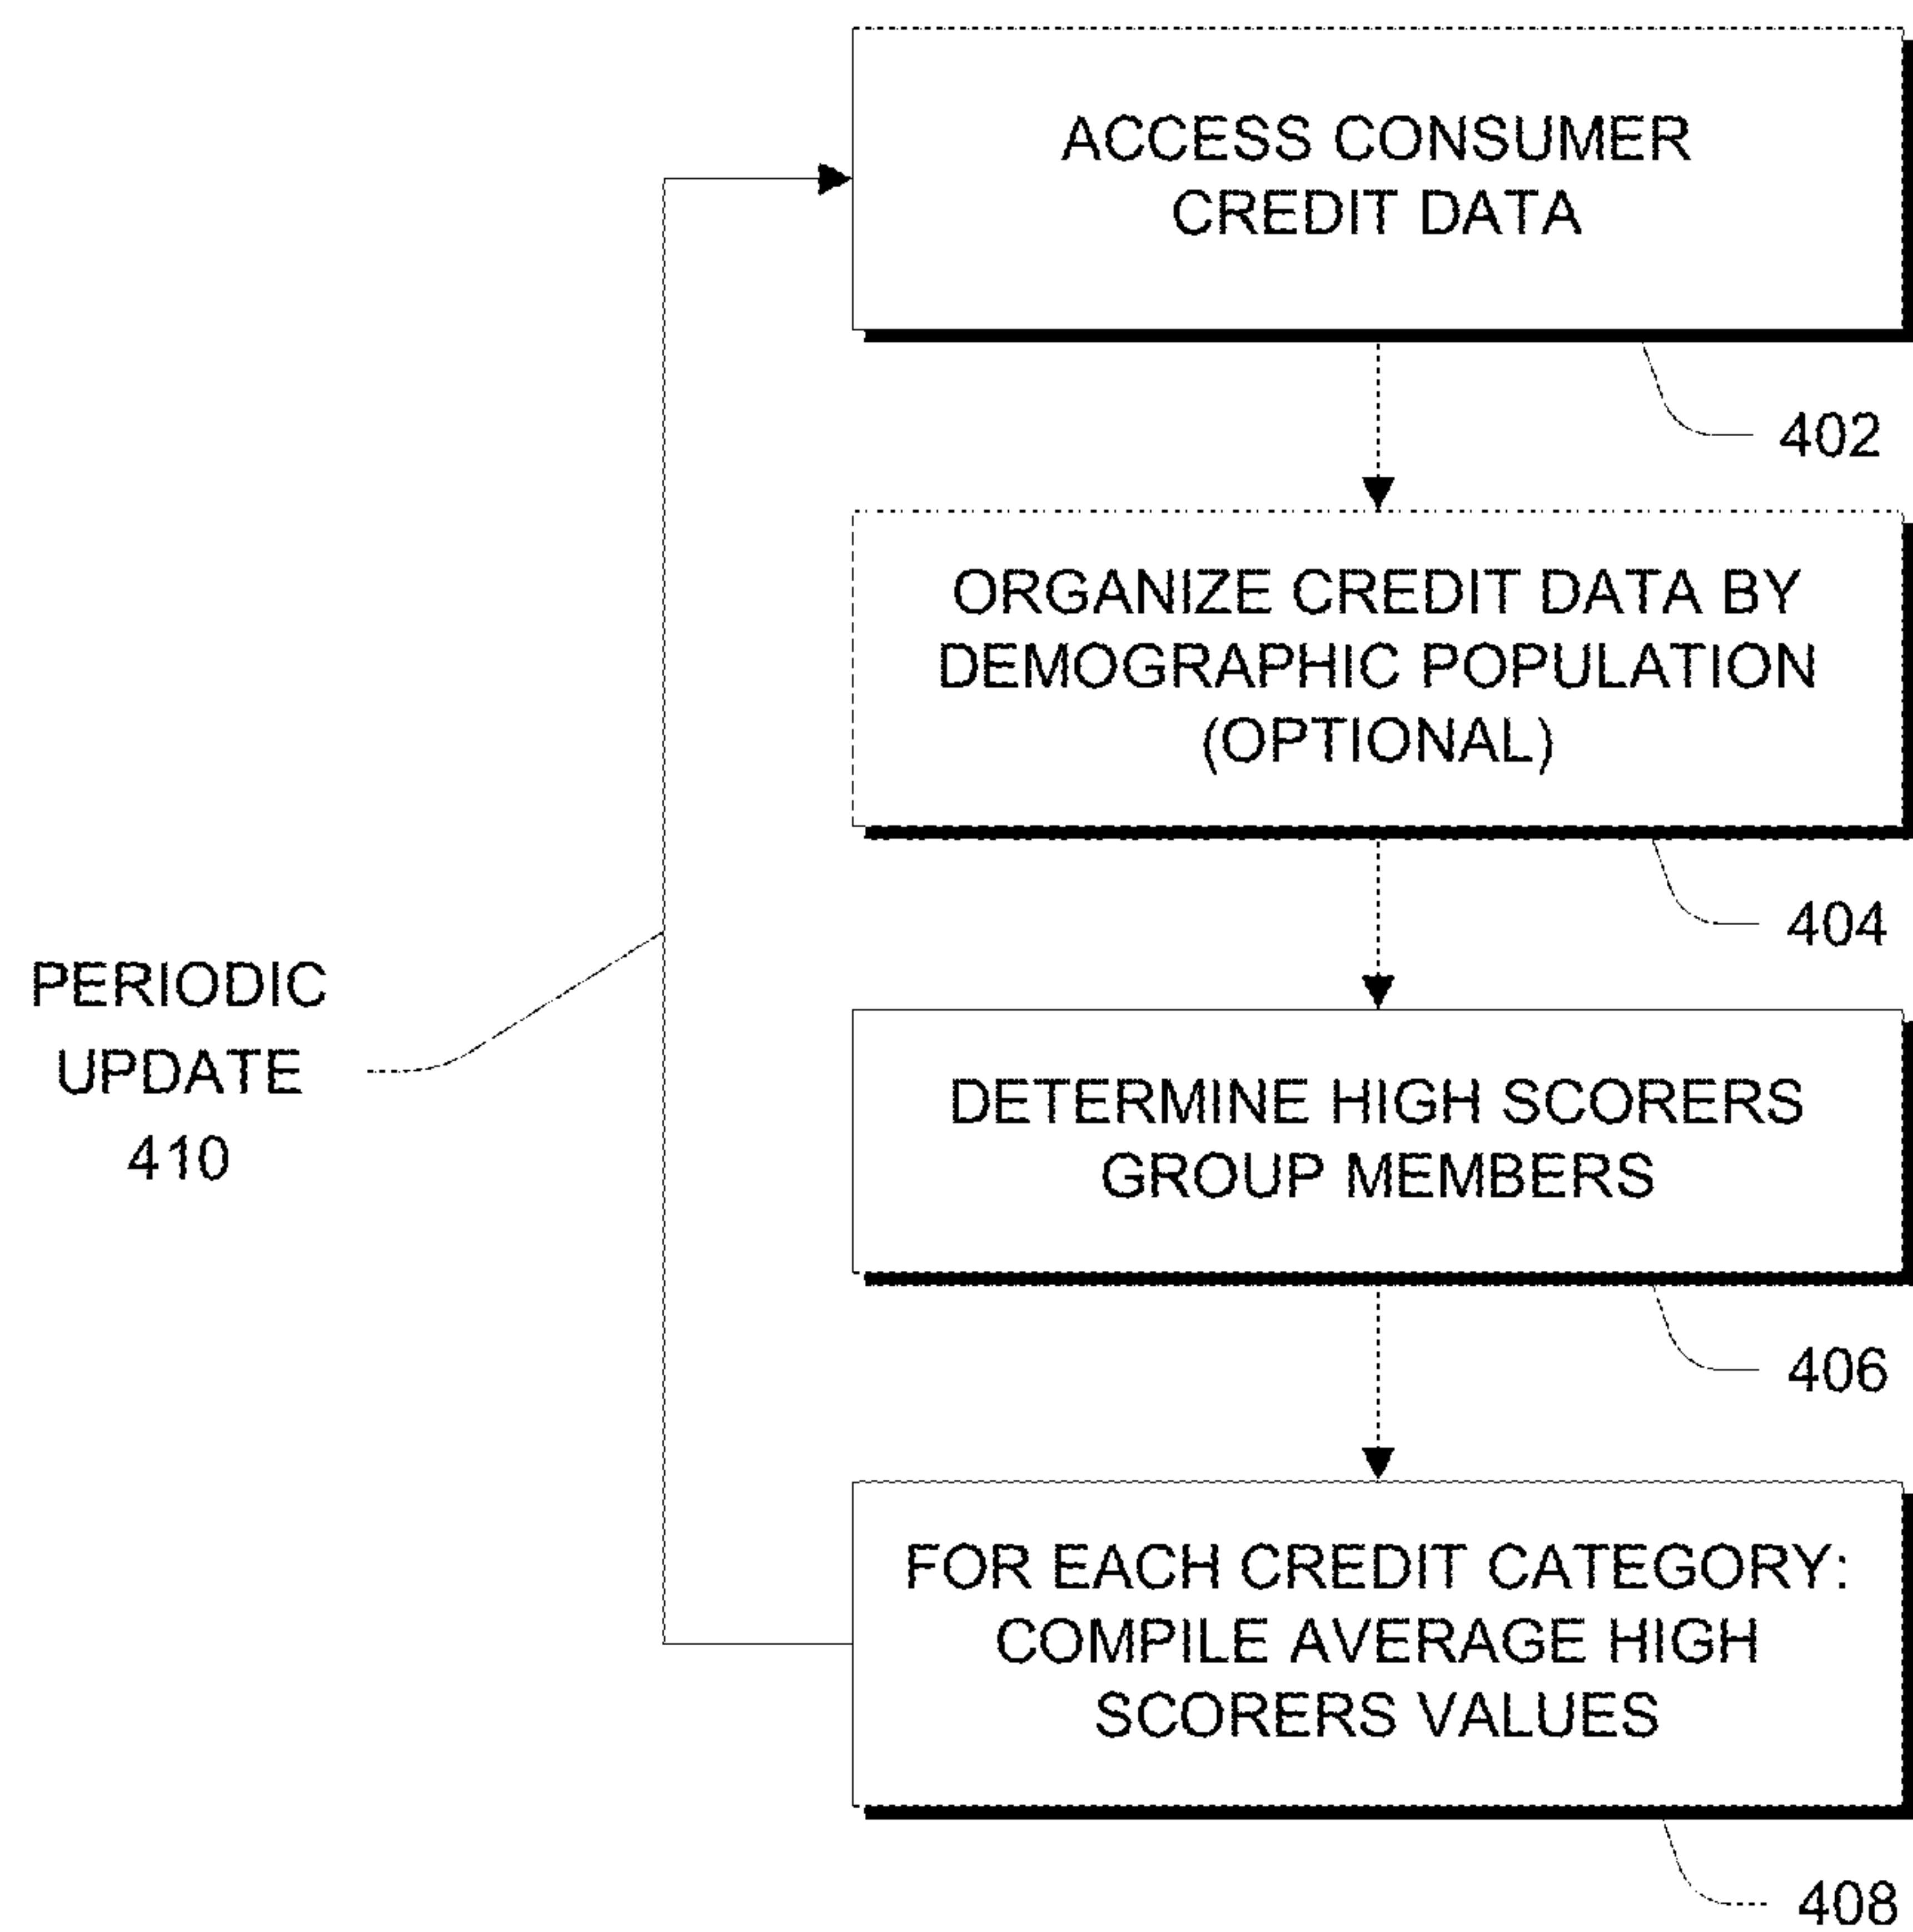 ACCESS CONSUMER
CREDIT DATA
402
ORGANIZE CREDIT DATA BY
DEMOGRAPHIC POPULATION
(OPTIONAL)
404
PERIODIC
UPDATE
410
DETERMINE HIGH SCORERS
GROUP MEMBERS
406
FOR EACH CREDIT CATEGORY:
COMPILE AVERAGE HIGH
SCORERS VALUES
408